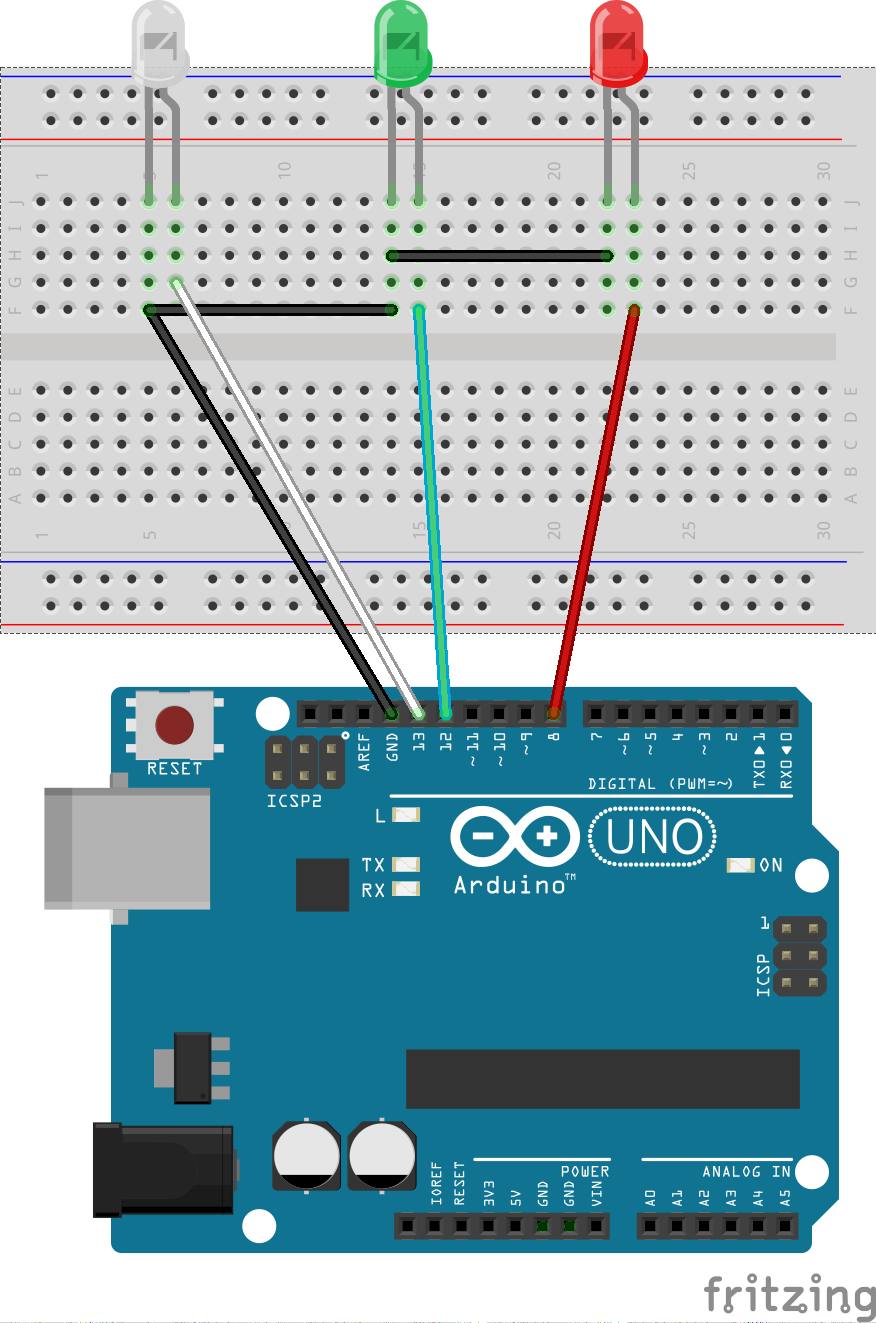 1 5 10 15 20 25 30
J J
I I
H H
G G
F F
E E
D D
C C
B B
A A
1 5 10 15 20 25 30
RESET
ICSP2
AREF
GND
13
12
~11
~10
~9
8
7
~6
~5
4
~3
2
TX0▶1
RX0◀0
DIGITAL (PWM=~)
L
TX
RX
UNO
Arduino™
ON
1
ICSP
IOREF
RESET
3V3
5V
GND
GND
VIN
POWER
ANALOG IN
A0
A1
A2
A3
A4
A5
fritzing